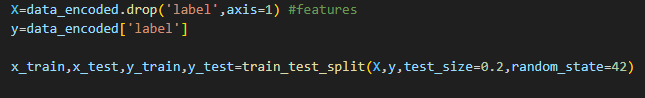 X=data_encoded.drop('label',axis=1) #features
y=data_encoded['label']
x_train,x_test,y_train,y_test=train_test_split(X,y,test_size=0.2,random_state=42)